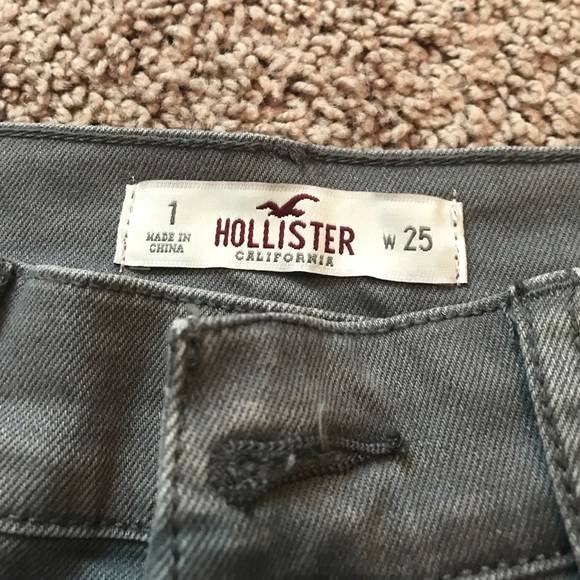 1
MADE IN
CHINA
HOLLISTER
CALIFORNIA
W 25